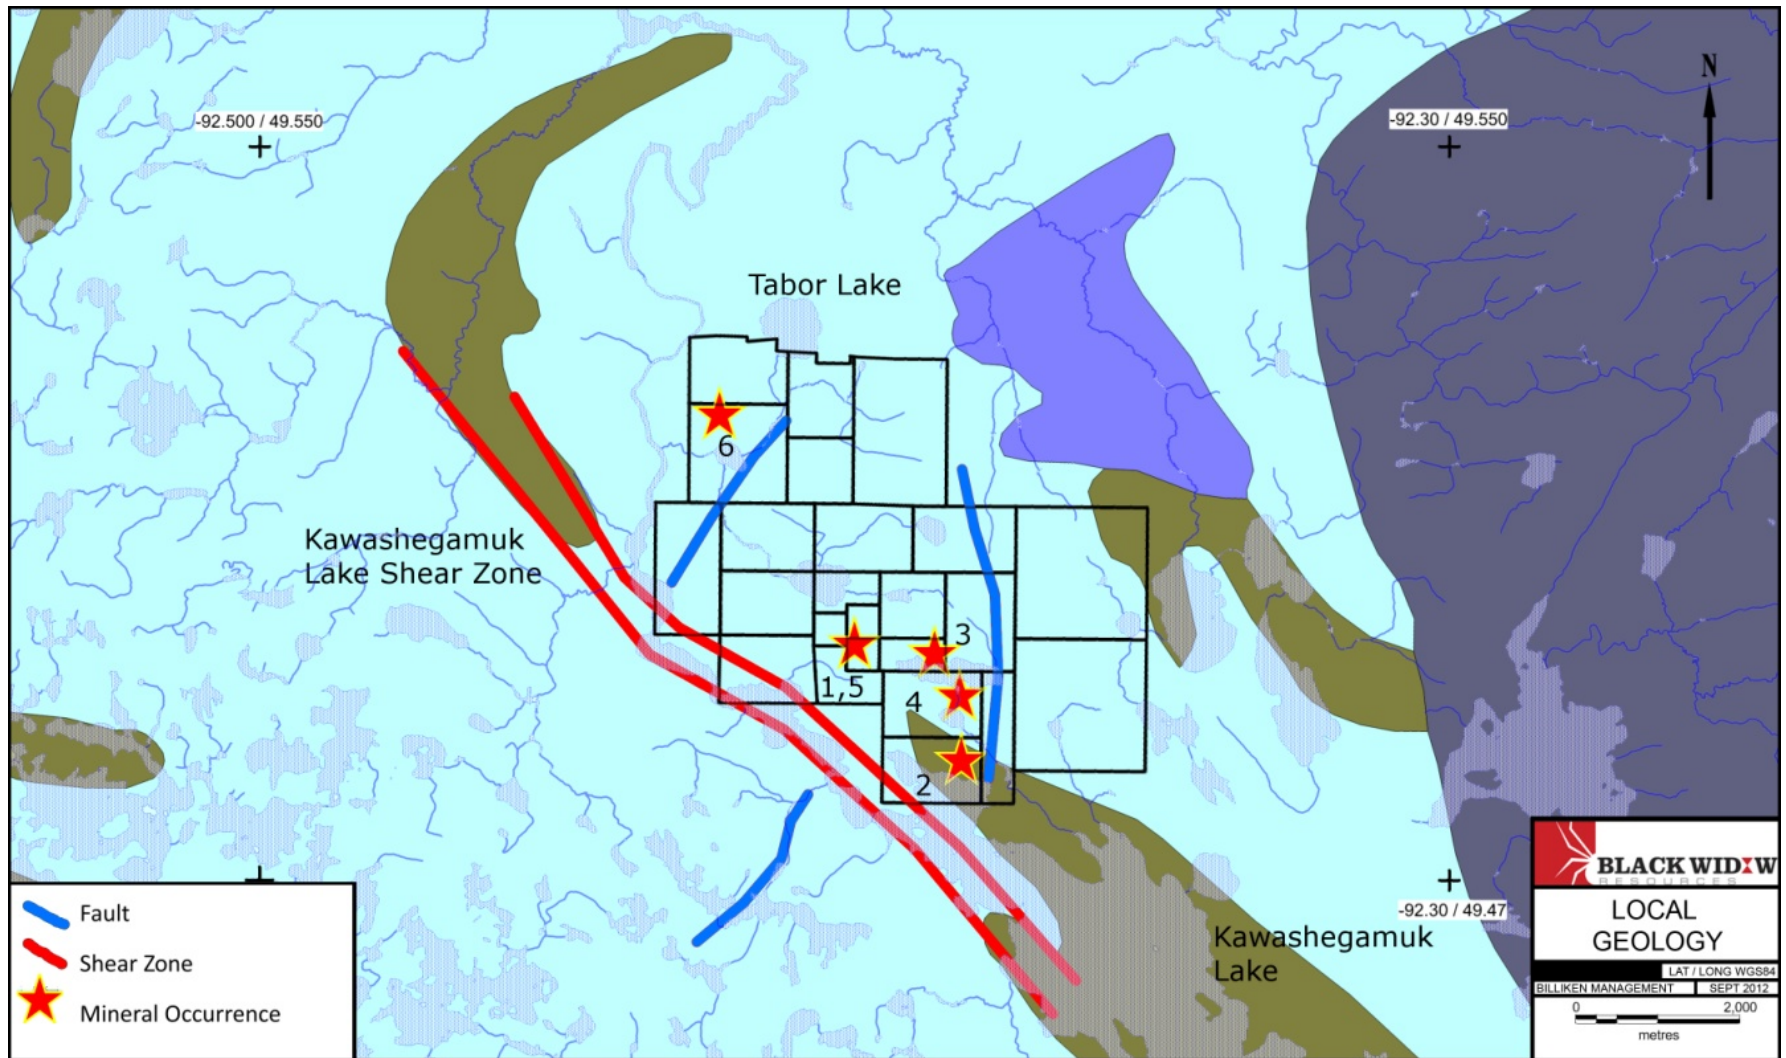 -92.500 / 49.550
-92.30 / 49.550
N
Tabor Lake
6
Kawashegamuk
Lake Shear Zone
3
1,5
4
2
Kawashegamuk
Lake
-92.30 / 49.47
Fault
Shear Zone
Mineral Occurrence
BLACK WIDOW
RESOURCES
LOCAL
GEOLOGY
LAT / LONG WGS84
BILLIKEN MANAGEMENT SEPT 2012
0 2,000
metres